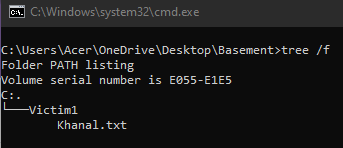 C:\Windows\system32\cmd.exe
C:\Users\Acer\OneDrive\Desktop\Basement>tree /f
Folder PATH listing
Volume serial number is E055-E1E5
C:.
└───Victim1
        Khanal.txt